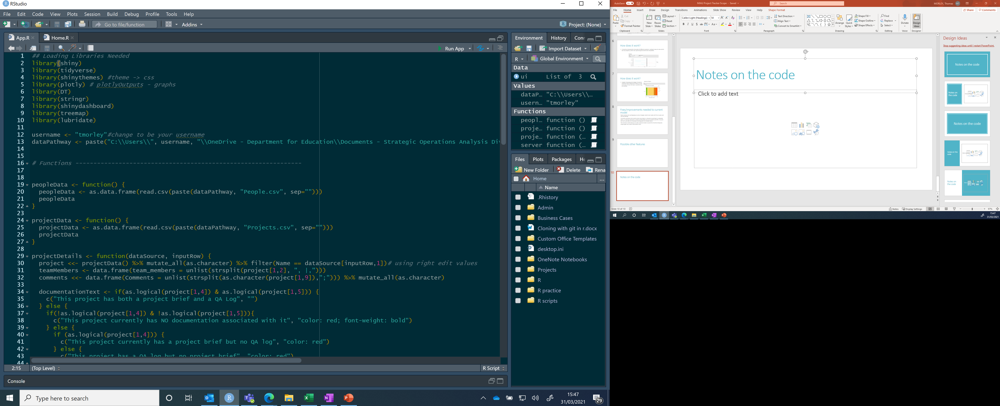 RStudio
File Edit Code View Plots Session Build Debug Profile Tools Help
Go to file/function Addins Project: (None)
App.R Home.R
Run App
1 ## Loading Libraries Needed
2 library(shiny)
3 library(tidyverse)
4 library(shinythemes) #theme -> css
5 library(plotly) # plotlyOutputs - graphs
6 library(DT)
7 library(stringr)
8 library(shinydashboard)
9 library(treemap)
10 library(lubridate)
11
12 username <- "tmorley"#change to be your username
13 dataPathway <- paste("C:\\Users\\", username, "\\OneDrive - Department for Education\\Documents - Strategic Operations Analysis Di
14
15
16 # Functions ---------------------------------------------------------------
17
18
19 peopleData <- function() {
20 peopleData <- as.data.frame(read.csv(paste(dataPathway, "People.csv", sep="")))
21 peopleData
22 }
23
24 projectData <- function() {
25 projectData <- as.data.frame(read.csv(paste(dataPathway, "Projects.csv", sep="")))
26 projectData
27 }
28
29 projectDetails <- function(dataSource, inputRow) {
30 project <<- projectData() %>% mutate_all(as.character) %>% filter(Name == dataSource[inputRow,1])# using right edit values
31 teamMembers <- data.frame(team_members = unlist(strsplit(project[1,2], ", |,")))
32 comments <<- data.frame(Comments = unlist(strsplit(as.character(project[1,9]),";"))) %>% mutate_all(as.character)
33
34 documentationText <- if(as.logical(project[1,4]) & as.logical(project[1,5])) {
35 c("This project has both a project brief and a QA Log", "")
36 } else {
37 if(!as.logical(project[1,4]) & !as.logical(project[1,5])){
38 c("This project currently has NO documentation associated with it", "color: red; font-weight: bold")
39 } else {
40 if (as.logical(project[1,4])) {
41 c("This project currently has a project brief but no QA log", "color: red")
42 } else {
43 c("This project has a QA log but no project brief", "color: red")
44
2:15 (Top Level) R Script
Console
Environment History Conn
Import Dataset
R Global Environment
Data
ui List of 3
Values
dataP... "C:\\Users\\...
usern... "tmorley"
Functions
peopl... function ()
proje... function ()
proje... function (...
server function (...
Files Plots Packages He
New Folder Delete Rena
Home ...
Name
.Rhistory
Admin
Business Cases
Cloning with git in r.docx
Custom Office Templates
desktop.ini
OneNote Notebooks
Projects
R
R practice
R scripts
Type here to search
15:47
31/03/2021
29
AutoSave On MIAU Project Tracker Scope - Saved Search MORLEY, Thomas MT
File Home Insert Draw Design Transitions Animations Slide Show Review View Help Shape Format Share Comments
Paste Cut Copy Format Painter
New Slide Reuse Slides Layout Reset Section
Calibri Light (Headings) 54
Text Direction Align Text Convert to SmartArt
Arrange Quick Styles Shape Fill Shape Outline Shape Effects
Find Replace Select Dictate Design Ideas
Clipboard Slides Font Paragraph Drawing Editing Voice Designer
6 How does it work?
7 How does it work?
8 Fixes/improvements needed to current model
9 Possible other features
10 Notes on the code
Notes on the code
Click to add text
Design Ideas
Stop suggesting ideas until I restart PowerPoint.
Notes on the code
Notes on the code
Notes on the code
Notes on the code
Notes on the code
Slide 10 of 10 Notes Display Settings 97%
15:47
31/03/2021